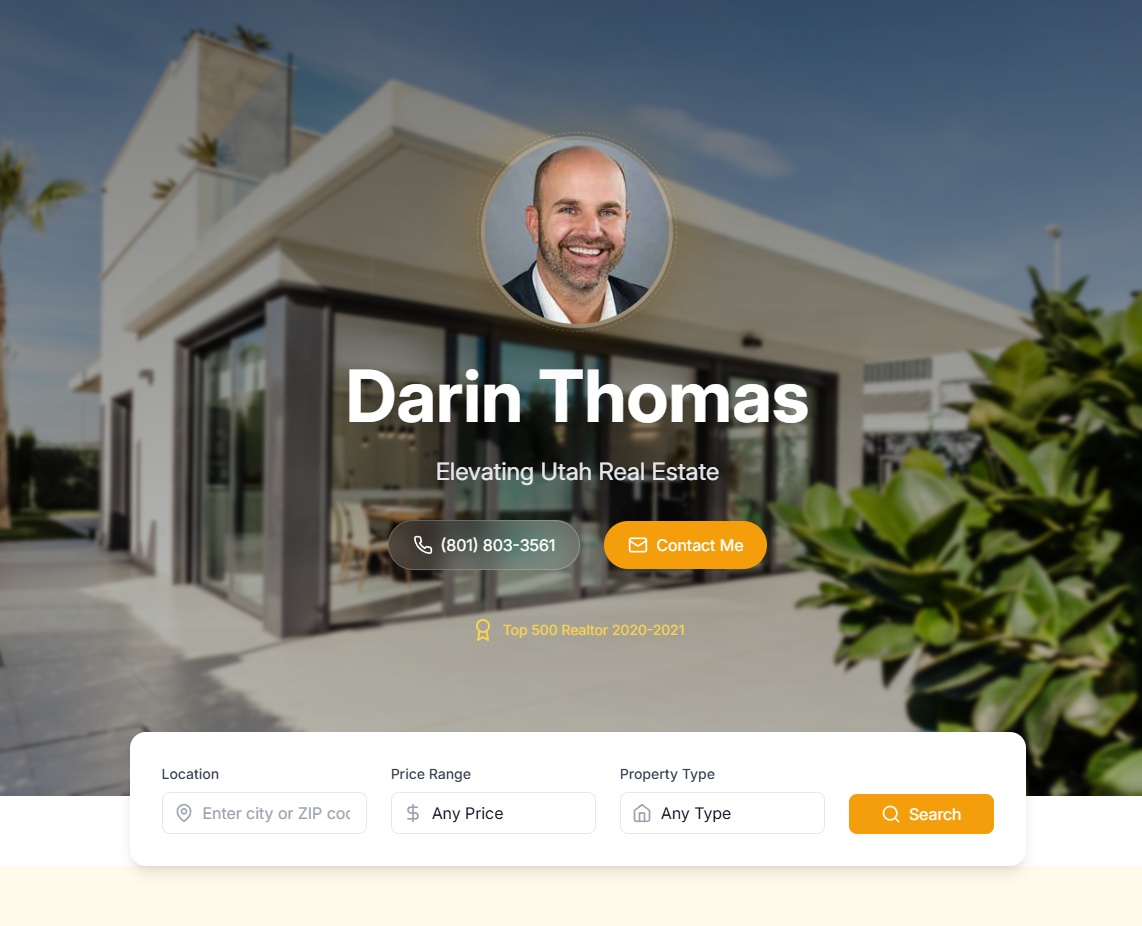 Darin Thomas
Elevating Utah Real Estate
(801) 803-3561
Contact Me
Top 500 Realtor 2020-2021
Location
Price Range
Property Type
Enter city or ZIP coc
Any Price
Any Type
Search